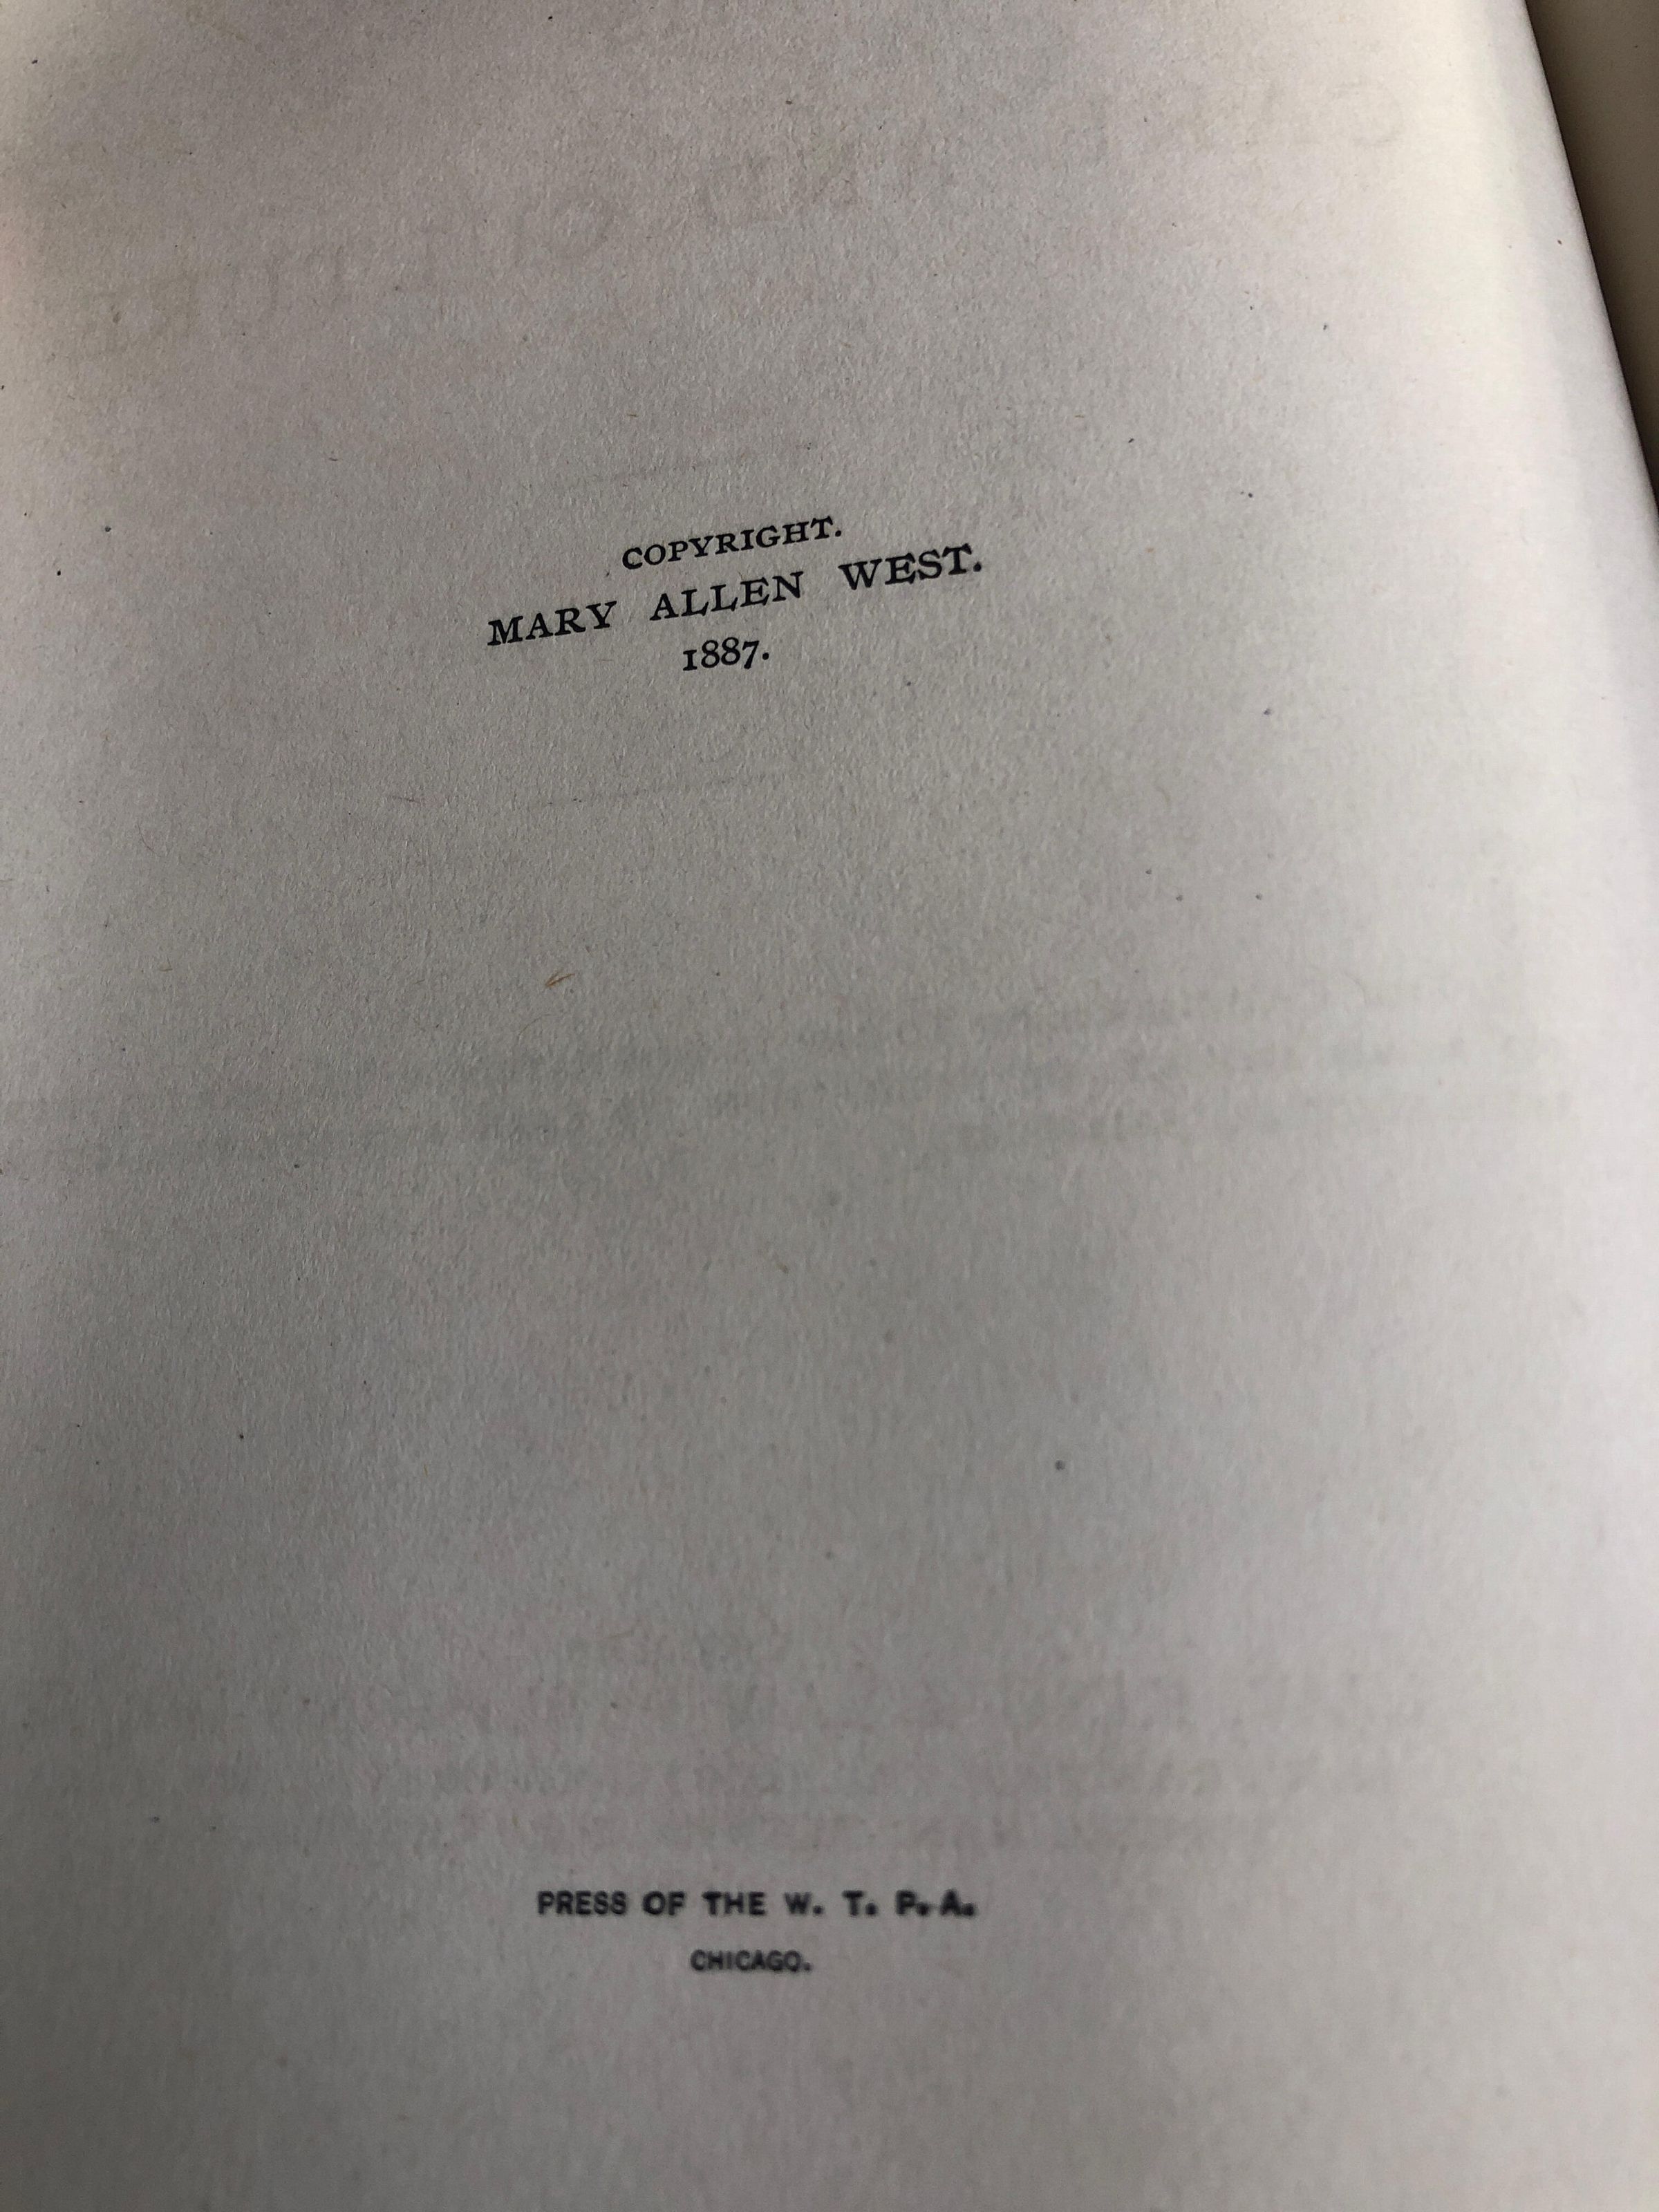 COPYRIGHT.
MARY ALLEN WEST.
1887.
PRESS OF THE W. T. P. A.
CHICAGO.